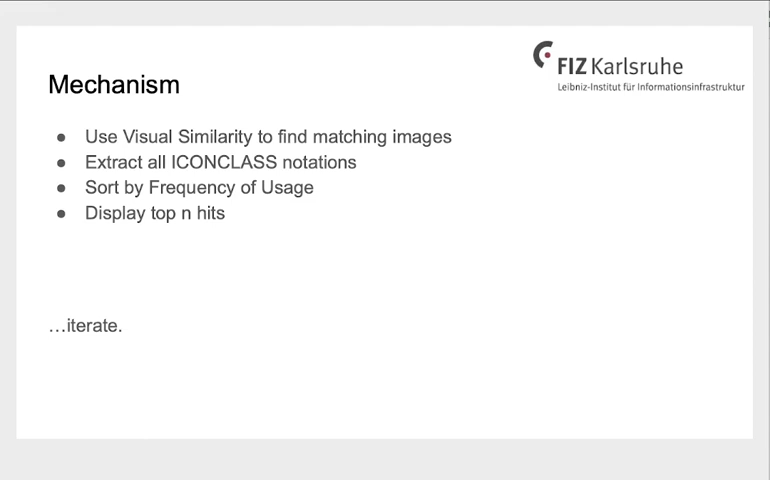 FIZ Karlsruhe
Leibniz-Institut für Informationsinfrastruktur
Mechanism
● Use Visual Similarity to find matching images
● Extract all ICONCLASS notations
● Sort by Frequency of Usage
● Display top n hits
…iterate.